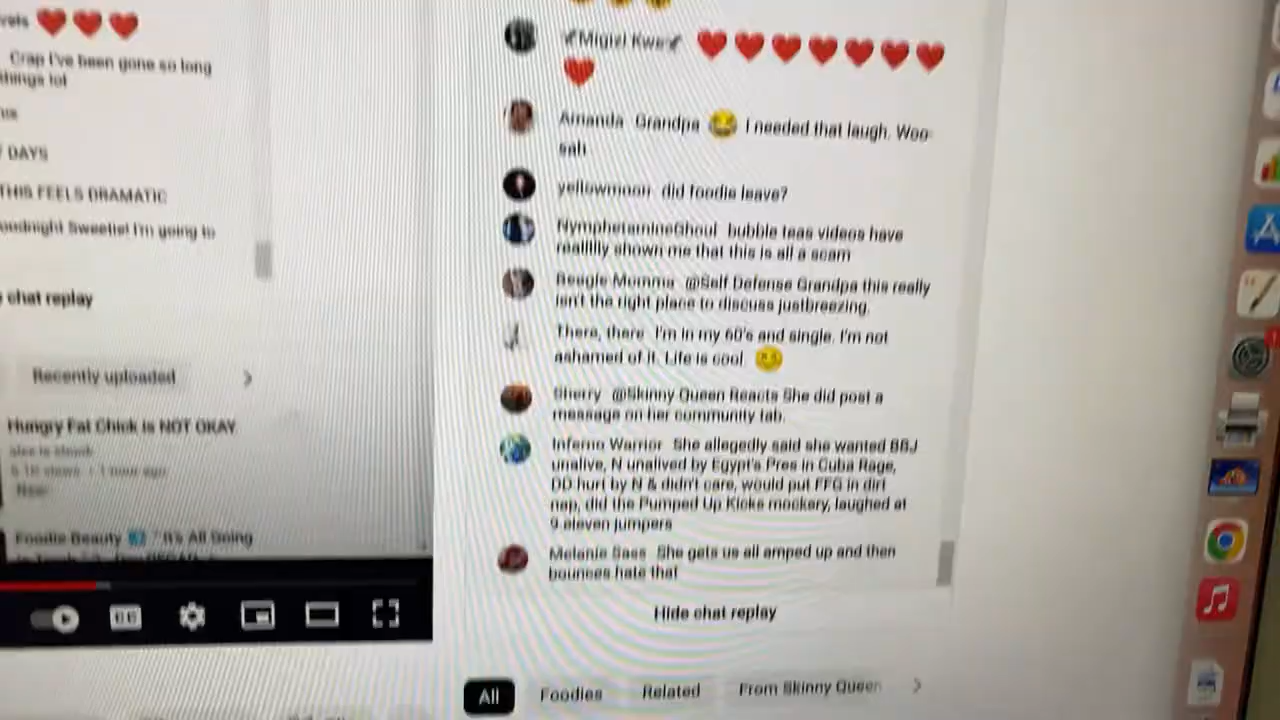 Crap I've been gone so long
things lol
DAYS
THIS FEELS DRAMATIC
Goodnight Sweetie! I'm going to
chat replay
Recently uploaded
Hungry Fat Chick is NOT OKAY
1 hour ago
New
Foodie Beauty "It's All Going
Migizi Kwe ❤️❤️❤️❤️❤️❤️❤️
❤️
Amanda Grandpa 😂 I needed that laugh. Woo
sah
yellowmoon did foodie leave?
NymphetamineGhoul bubble teas videos have
realllly shown me that this is all a scam
Beagle Momma @Self Defense Grandpa this really
isn't the right place to discuss justbreezing.
There, there I'm in my 60's and single. I'm not
ashamed of it. Life is cool. 😊
Sherry @Skinny Queen Reacts She did post a
message on her community tab.
Inferno Warrior She allegedly said she wanted BBJ
unalive, N unalived by Egypt's Pres in Cuba Rage,
DD hurt by N & didn't care, would put FFG in dirt
nap, did the Pumped Up Kicks mockery, laughed at
9 eleven jumpers
Melanie Sass She gets us all amped up and then
bounces hate that
Hide chat replay
All Foodies Related From Skinny Queen